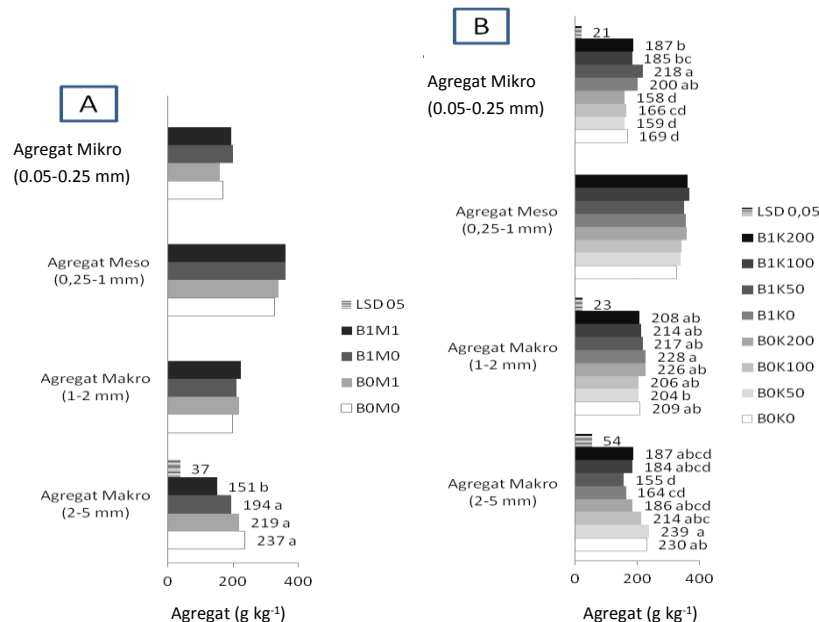 A
Agregat Mikro
(0.05-0.25 mm)
Agregat Meso
(0,25-1 mm)
Agregat Makro
(1-2 mm)
Agregat Makro
(2-5 mm)
37
151 b
194 a
219 a
237 a
0
200
400
Agregat (g kg-1)
LSD 05
B1M1
B1M0
B0M1
B0M0
B
Agregat Mikro
(0.05-0.25 mm)
21
187 b
185 bc
218 a
200 ab
158 d
166 cd
159 d
169 d
Agregat Meso
(0,25-1 mm)
Agregat Makro
(1-2 mm)
23
208 ab
214 ab
217 ab
228 a
226 ab
206 ab
204 b
209 ab
Agregat Makro
(2-5 mm)
54
187 abcd
184 abcd
155 d
164 cd
186 abcd
214 abc
239 a
230 ab
0
200
400
Agregat (g kg-1)
LSD 0,05
B1K200
B1K100
B1K50
B1K0
B0K200
B0K100
B0K50
B0K0